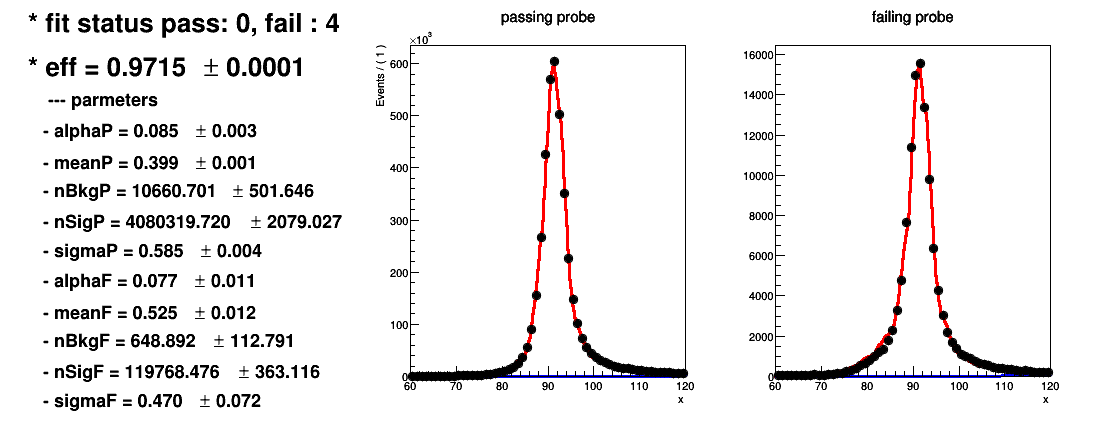 * fit status pass: 0, fail : 4
* eff = 0.9715 ± 0.0001
--- parmeters
- alphaP = 0.085 ± 0.003
- meanP = 0.399 ± 0.001
- nBkgP = 10660.701 ± 501.646
- nSigP = 4080319.720 ± 2079.027
- sigmaP = 0.585 ± 0.004
- alphaF = 0.077 ± 0.011
- meanF = 0.525 ± 0.012
- nBkgF = 648.892 ± 112.791
- nSigF = 119768.476 ± 363.116
- sigmaF = 0.470 ± 0.072
passing probe
×10³
Events / ( 1 )
600
500
400
300
200
100
0
60 70 80 90 100 110 120
x
failing probe
16000
14000
12000
10000
8000
6000
4000
2000
0
60 70 80 90 100 110 120
x